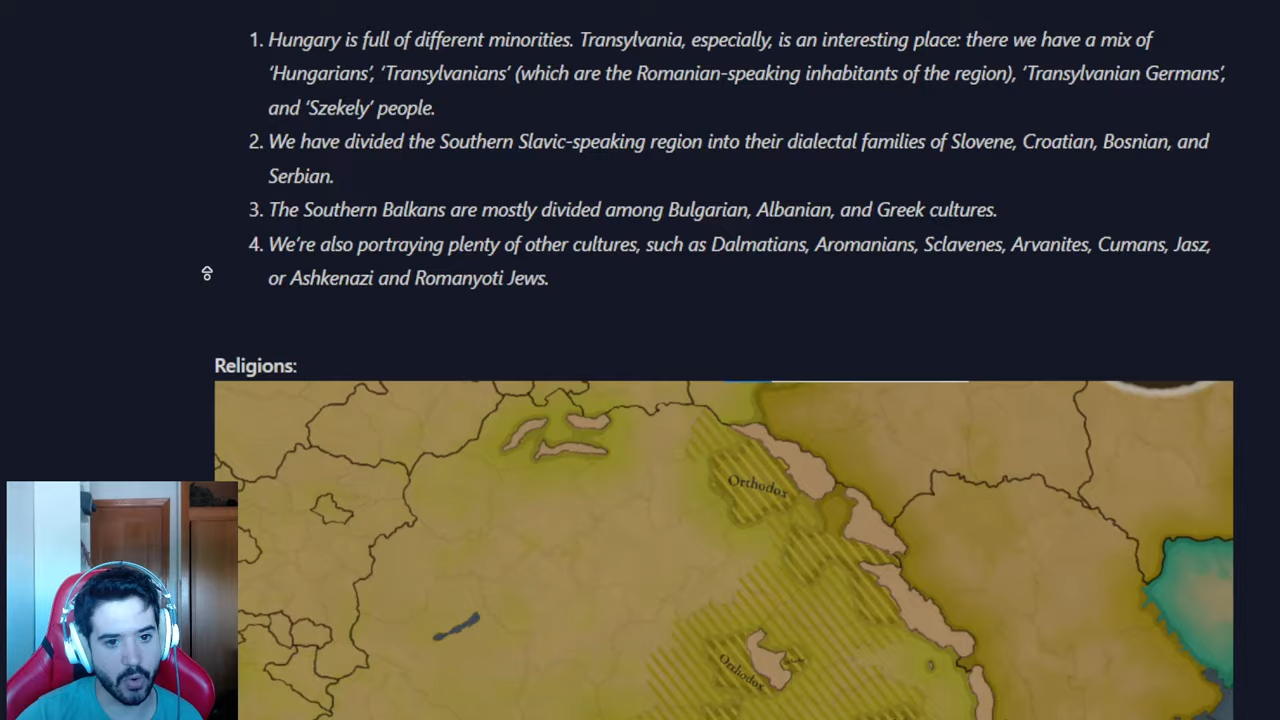 1. Hungary is full of different minorities. Transylvania, especially, is an interesting place: there we have a mix of
‘Hungarians’, ‘Transylvanians’ (which are the Romanian-speaking inhabitants of the region), ‘Transylvanian Germans’,
and ‘Szekely’ people.
2. We have divided the Southern Slavic-speaking region into their dialectal families of Slovene, Croatian, Bosnian, and
Serbian.
3. The Southern Balkans are mostly divided among Bulgarian, Albanian, and Greek cultures.
4. We’re also portraying plenty of other cultures, such as Dalmatians, Aromanians, Sclavenes, Arvanites, Cumans, Jasz,
or Ashkenazi and Romanyoti Jews.
Religions:
Orthodox
Orthodox